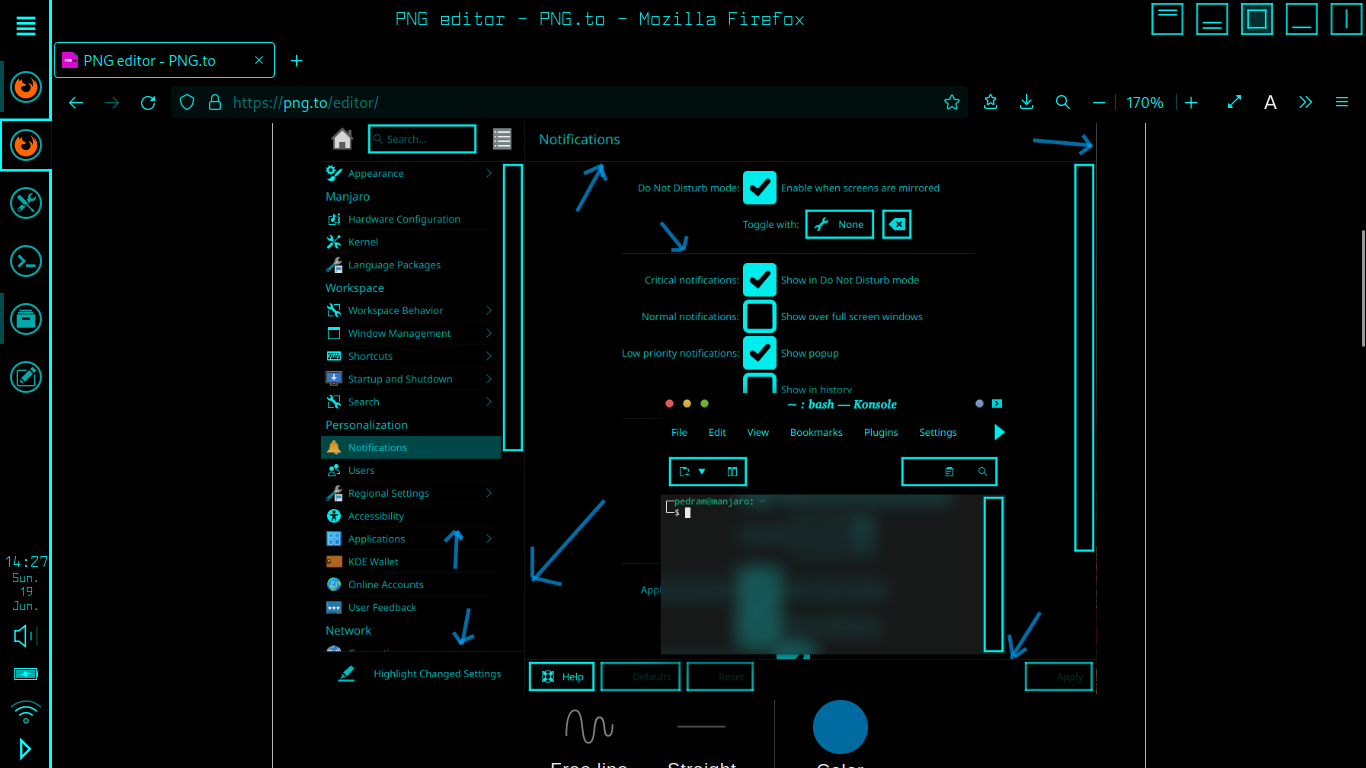 PNG editor - PNG.to - Mozilla Firefox
PNG editor - PNG.to
https://png.to/editor/
170%
A
Search...
Notifications
Appearance
Manjaro
Hardware Configuration
Kernel
Language Packages
Workspace
Workspace Behavior
Window Management
Shortcuts
Startup and Shutdown
Search
Personalization
Notifications
Users
Regional Settings
Accessibility
Applications
KDE Wallet
Online Accounts
User Feedback
Network
Highlight Changed Settings
Do Not Disturb mode: Enable when screens are mirrored
Toggle with: None
Critical notifications: Show in Do Not Disturb mode
Normal notifications: Show over full screen windows
Low priority notifications: Show popup
Show in history
~ : bash — Konsole
File Edit View Bookmarks Plugins Settings
pedram@manjaro: ~
$
Appl
Help Defaults Reset Apply
14:27
Sun.
19
Jun.
Free line Straight Color